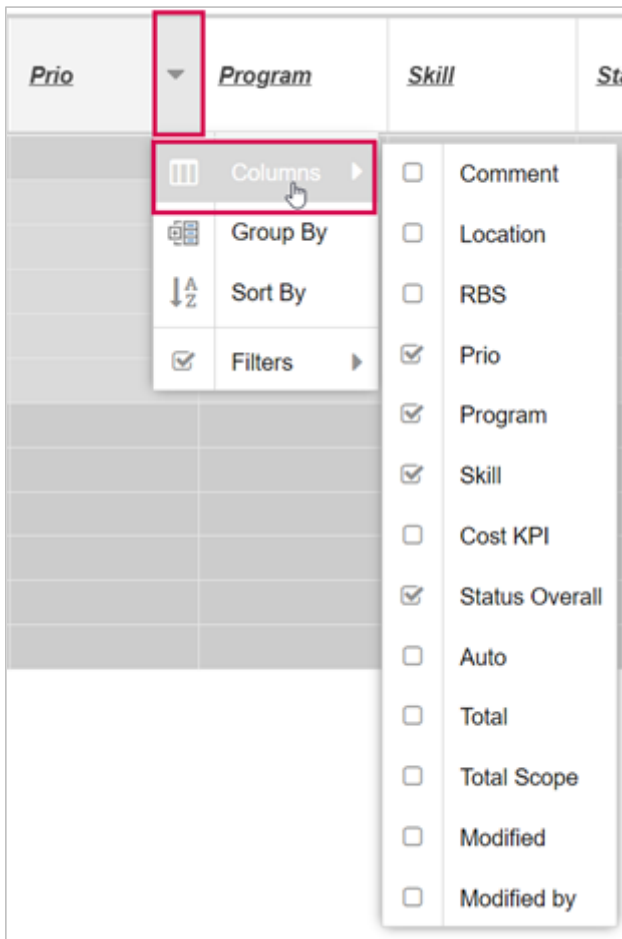 Prio
Program
Skill
Sta
Columns
Group By
Sort By
Filters
Comment
Location
RBS
Prio
Program
Skill
Cost KPI
Status Overall
Auto
Total
Total Scope
Modified
Modified by